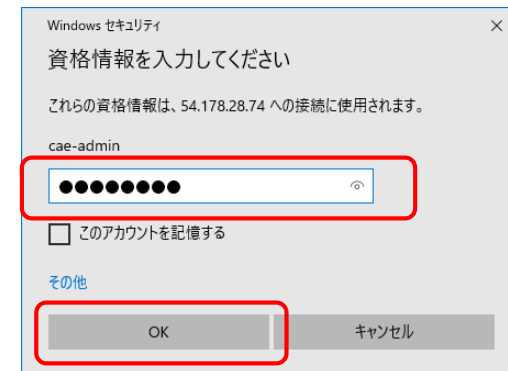 Windows セキュリティ
資格情報を入力してください
これらの資格情報は、54.178.28.74 への接続に使用されます。
cae-admin
●●●●●●●●
このアカウントを記憶する
その他
OK
キャンセル